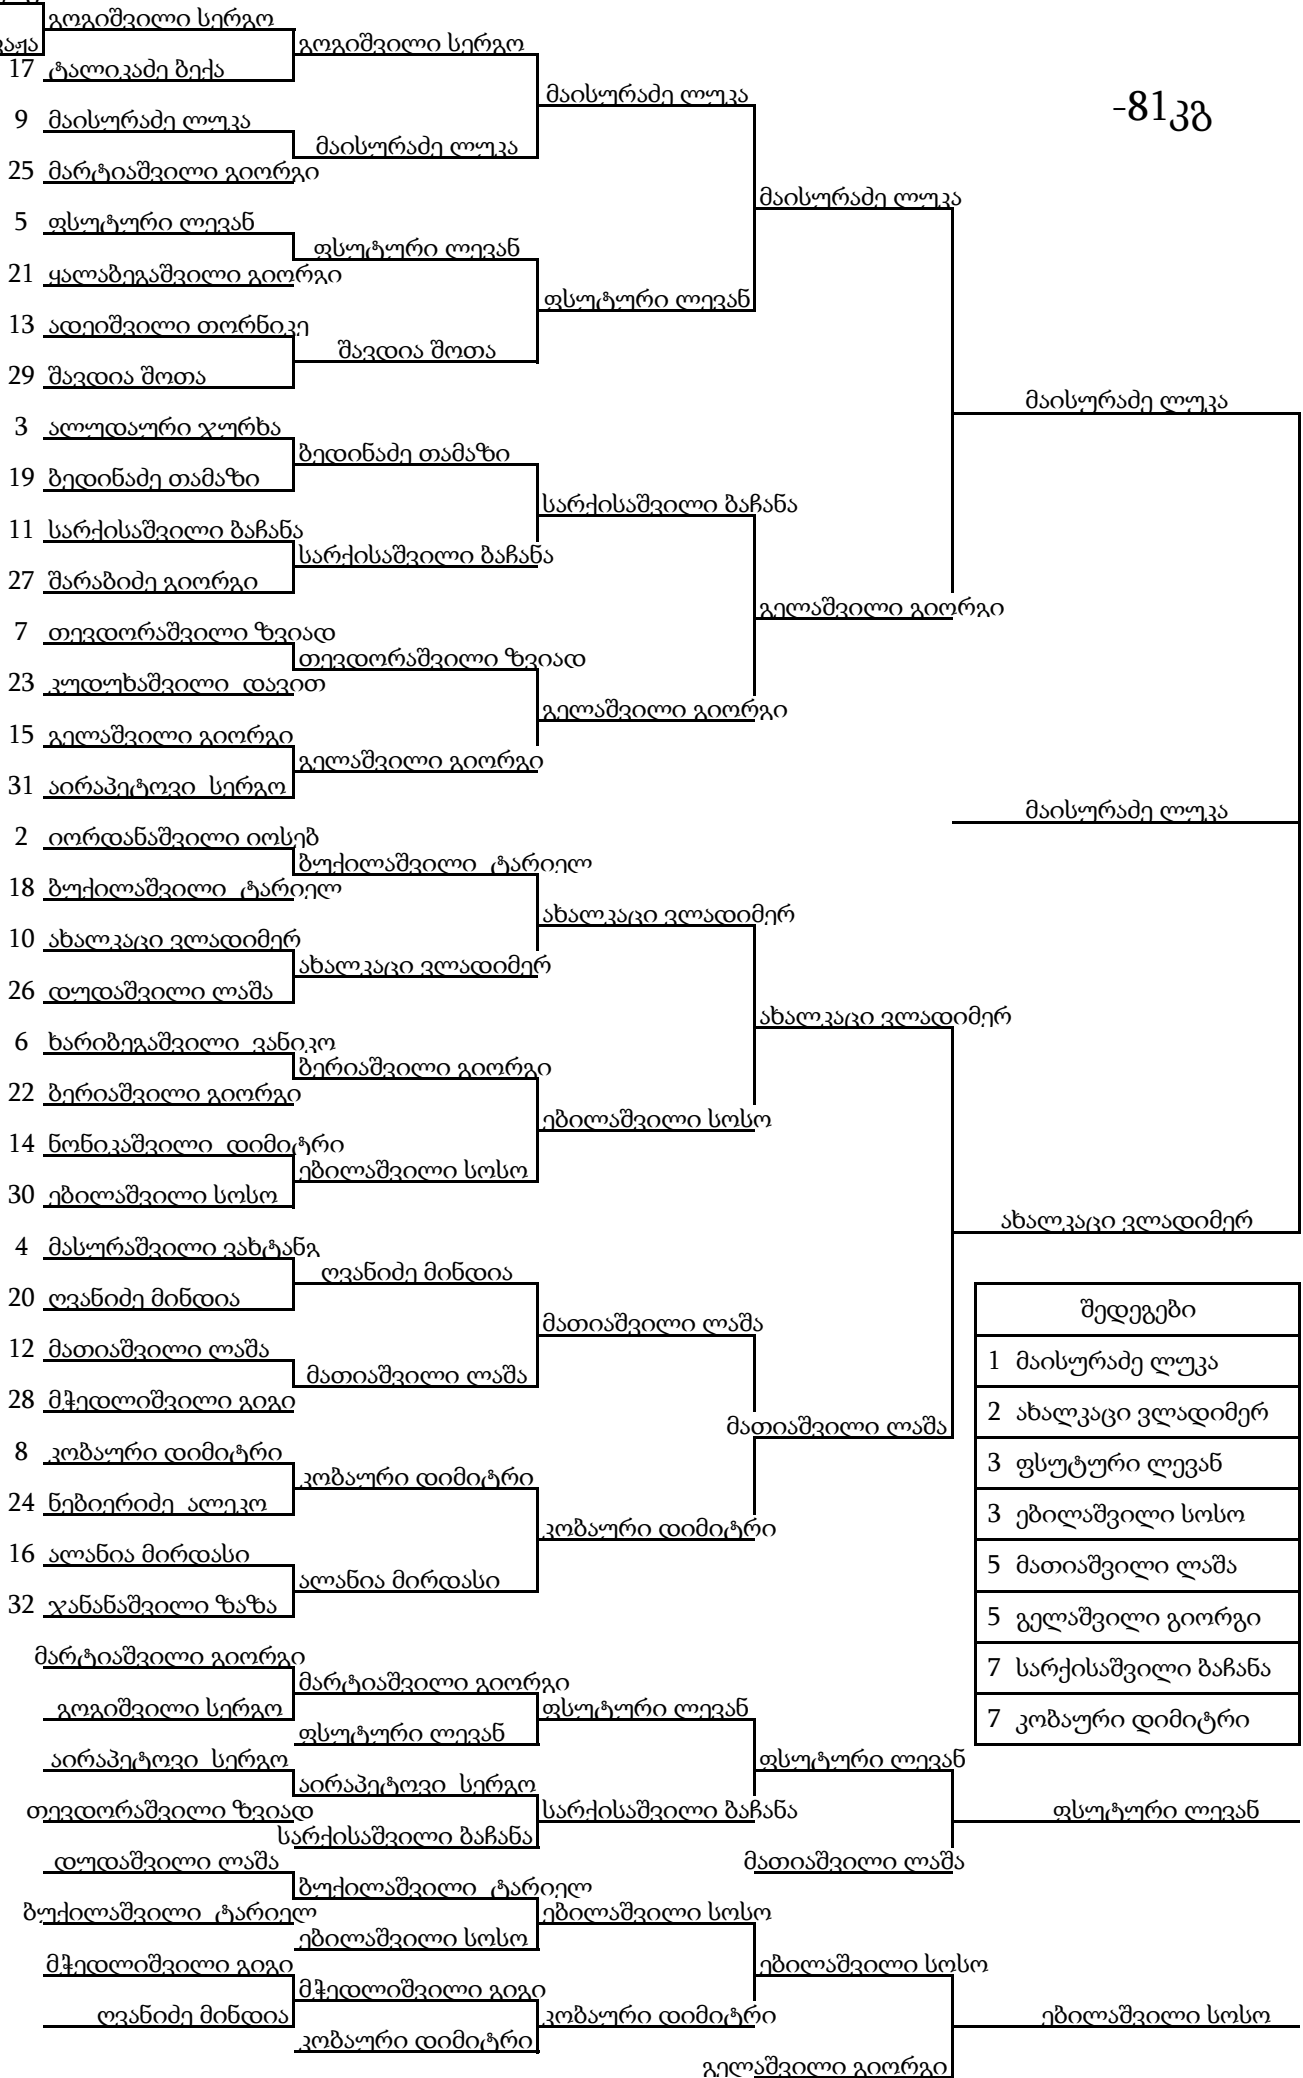 გოგიშვილი სერგო
გოგიშვილი სერგო
17 ტალიკაძე ბექა
მაისურაძე ლუკა
-81კგ
9 მაისურაძე ლუკა
მაისურაძე ლუკა
25 მარტიაშვილი გიორგი
მაისურაძე ლუკა
5 ფსუტური ლევან
ფსუტური ლევან
21 ყალაბეგაშვილი გიორგი
ფსუტური ლევან
13 ადეიშვილი თორნიკე
შავდია შოთა
29 შავდია შოთა
მაისურაძე ლუკა
3 ალუდაური ჯურხა
ბედინაძე თამაზი
19 ბედინაძე თამაზი
სარქისაშვილი ბაჩანა
11 სარქისაშვილი ბაჩანა
სარქისაშვილი ბაჩანა
27 შარაბიძე გიორგი
გელაშვილი გიორგი
7 თევდორაშვილი ზვიად
თევდორაშვილი ზვიად
23 კუდუხაშვილი დავით
გელაშვილი გიორგი
15 გელაშვილი გიორგი
გელაშვილი გიორგი
31 აირაპეტოვი სერგო
მაისურაძე ლუკა
2 იორდანაშვილი იოსებ
ბუქილაშვილი ტარიელ
18 ბუქილაშვილი ტარიელ
ახალკაცი ვლადიმერ
10 ახალკაცი ვლადიმერ
ახალკაცი ვლადიმერ
26 დუდაშვილი ლაშა
ახალკაცი ვლადიმერ
6 ხარიბეგაშვილი ვანიკო
ბერიაშვილი გიორგი
22 ბერიაშვილი გიორგი
ებილაშვილი სოსო
14 ნონიკაშვილი დიმიტრი
ებილაშვილი სოსო
30 ებილაშვილი სოსო
ახალკაცი ვლადიმერ
4 მასურაშვილი ვახტანგ
ღვანიძე მინდია
20 ღვანიძე მინდია
მათიაშვილი ლაშა
12 მათიაშვილი ლაშა
მათიაშვილი ლაშა
28 მჭედლიშვილი გიგი
მათიაშვილი ლაშა
8 კობაური დიმიტრი
კობაური დიმიტრი
24 ნებიერიძე ალეკო
კობაური დიმიტრი
16 ალანია მირდასი
ალანია მირდასი
32 ჯანანაშვილი ზაზა
შედეგები
1 მაისურაძე ლუკა
2 ახალკაცი ვლადიმერ
3 ფსუტური ლევან
3 ებილაშვილი სოსო
5 მათიაშვილი ლაშა
5 გელაშვილი გიორგი
7 სარქისაშვილი ბაჩანა
7 კობაური დიმიტრი
მარტიაშვილი გიორგი
მარტიაშვილი გიორგი
გოგიშვილი სერგო
ფსუტური ლევან
ფსუტური ლევან
აირაპეტოვი სერგო
ფსუტური ლევან
აირაპეტოვი სერგო
თევდორაშვილი ზვიად
სარქისაშვილი ბაჩანა
ფსუტური ლევან
სარქისაშვილი ბაჩანა
დუდაშვილი ლაშა
მათიაშვილი ლაშა
ბუქილაშვილი ტარიელ
ბუქილაშვილი ტარიელ
ებილაშვილი სოსო
ებილაშვილი სოსო
მჭედლიშვილი გიგი
ებილაშვილი სოსო
მჭედლიშვილი გიგი
ღვანიძე მინდია
კობაური დიმიტრი
ებილაშვილი სოსო
კობაური დიმიტრი
გელაშვილი გიორგი